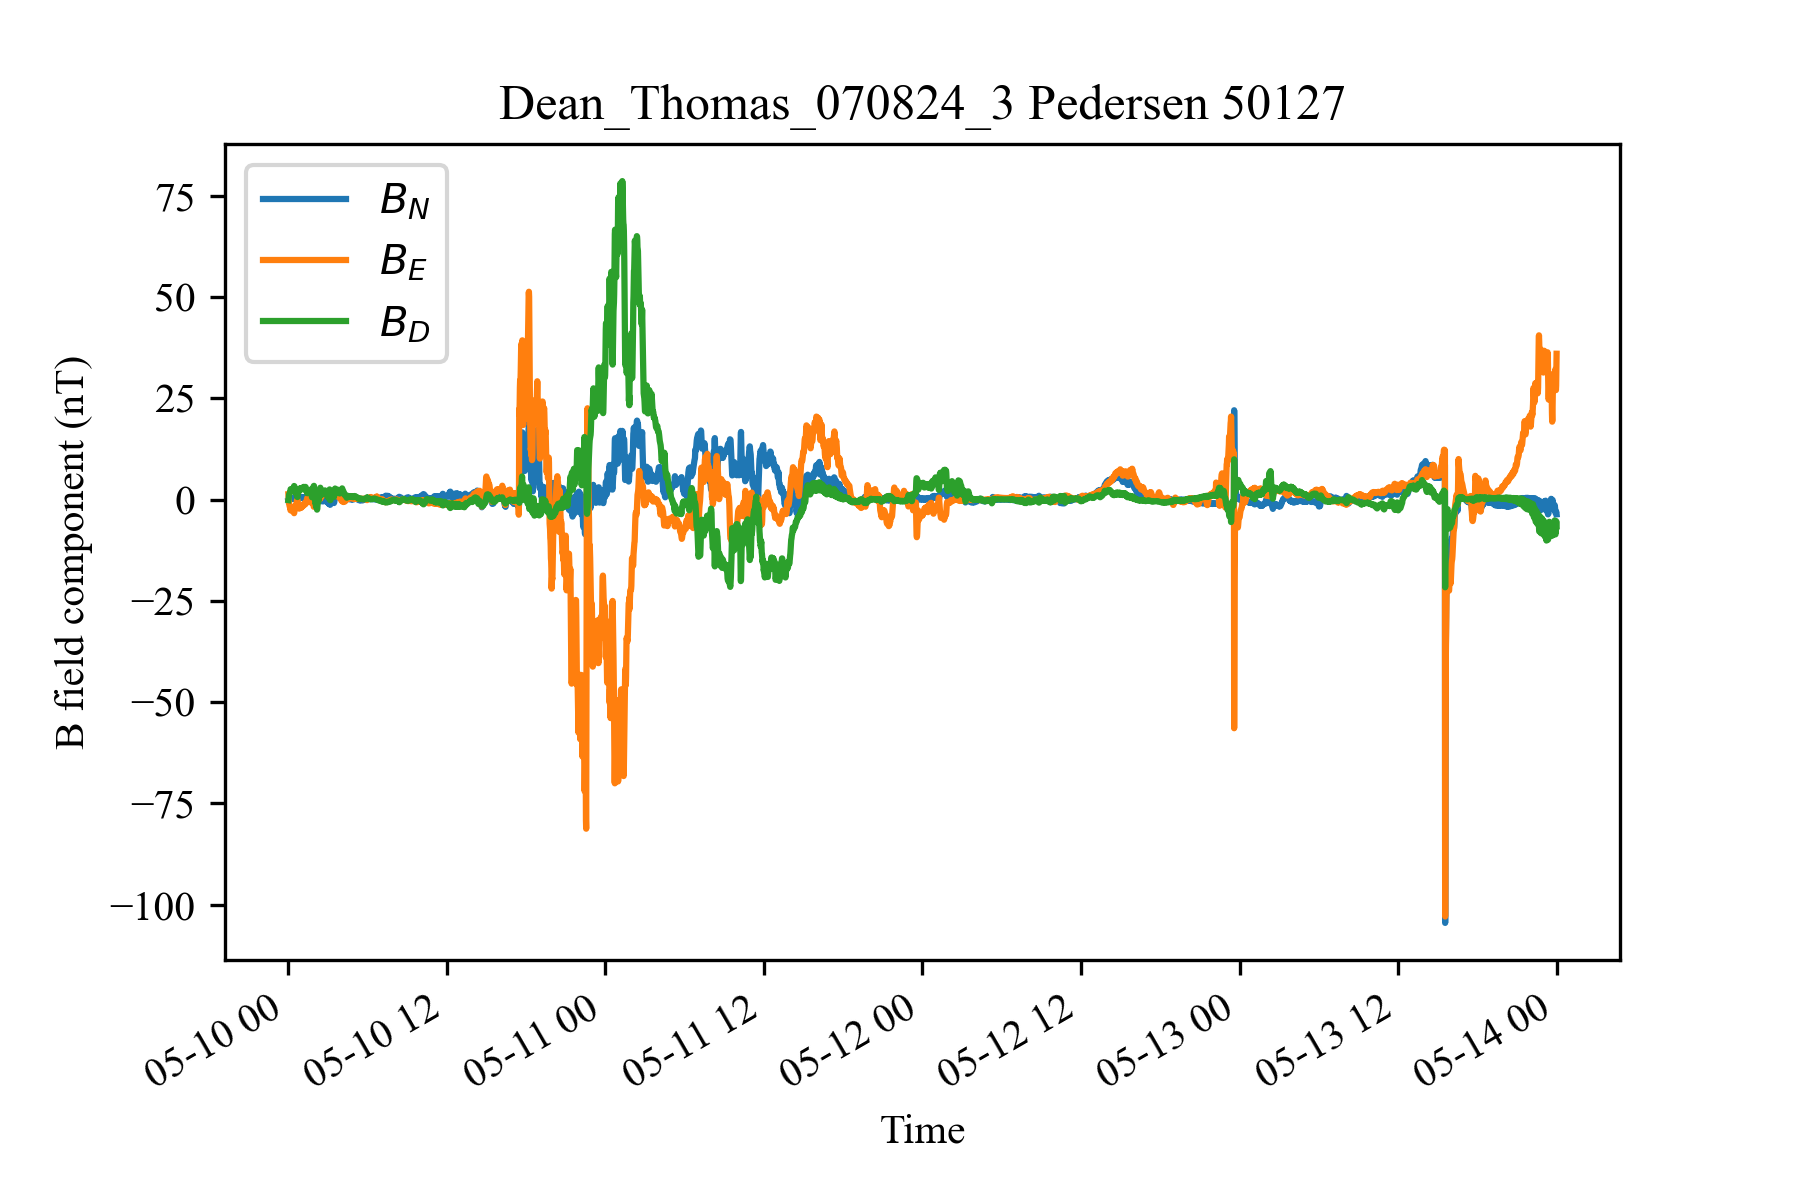 Dean_Thomas_070824_3 Pedersen 50127
B_N
B_E
B_D
B field component (nT)
75
50
25
0
−25
−50
−75
−100
05-10 00
05-10 12
05-11 00
05-11 12
05-12 00
05-12 12
05-13 00
05-13 12
05-14 00
Time